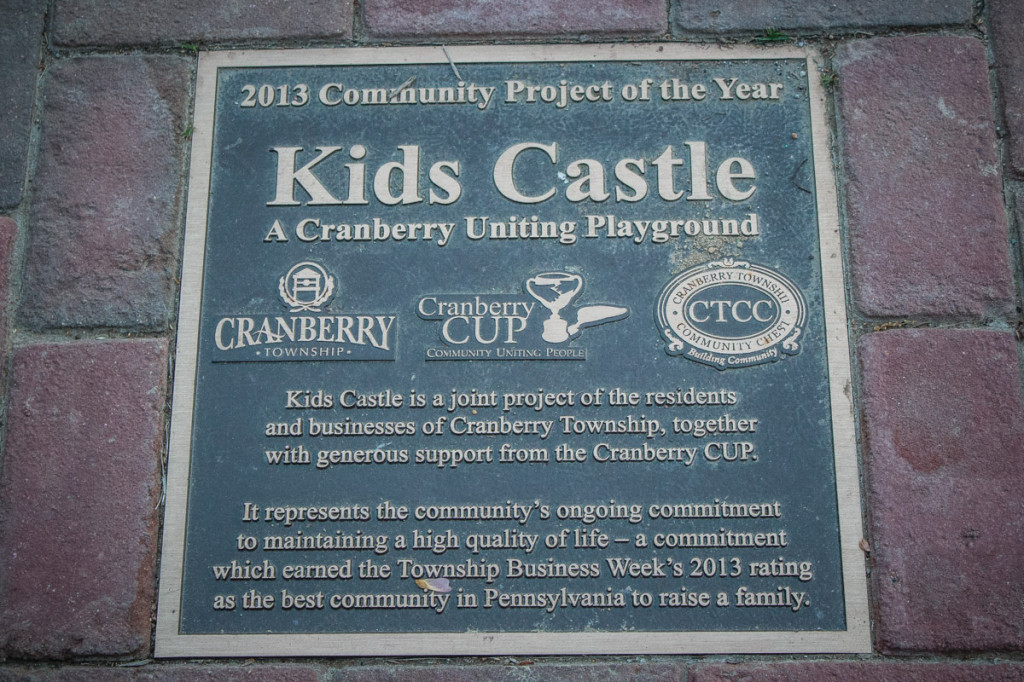 2013 Community Project of the Year
Kids Castle
A Cranberry Uniting Playground
CRANBERRY
• TOWNSHIP •
Cranberry
CUP
COMMUNITY UNITING PEOPLE
CRANBERRY TOWNSHIP
CTCC
• COMMUNITY CHEST •
Building Community
Kids Castle is a joint project of the residents
and businesses of Cranberry Township, together
with generous support from the Cranberry CUP.
It represents the community's ongoing commitment
to maintaining a high quality of life – a commitment
which earned the Township Business Week's 2013 rating
as the best community in Pennsylvania to raise a family.